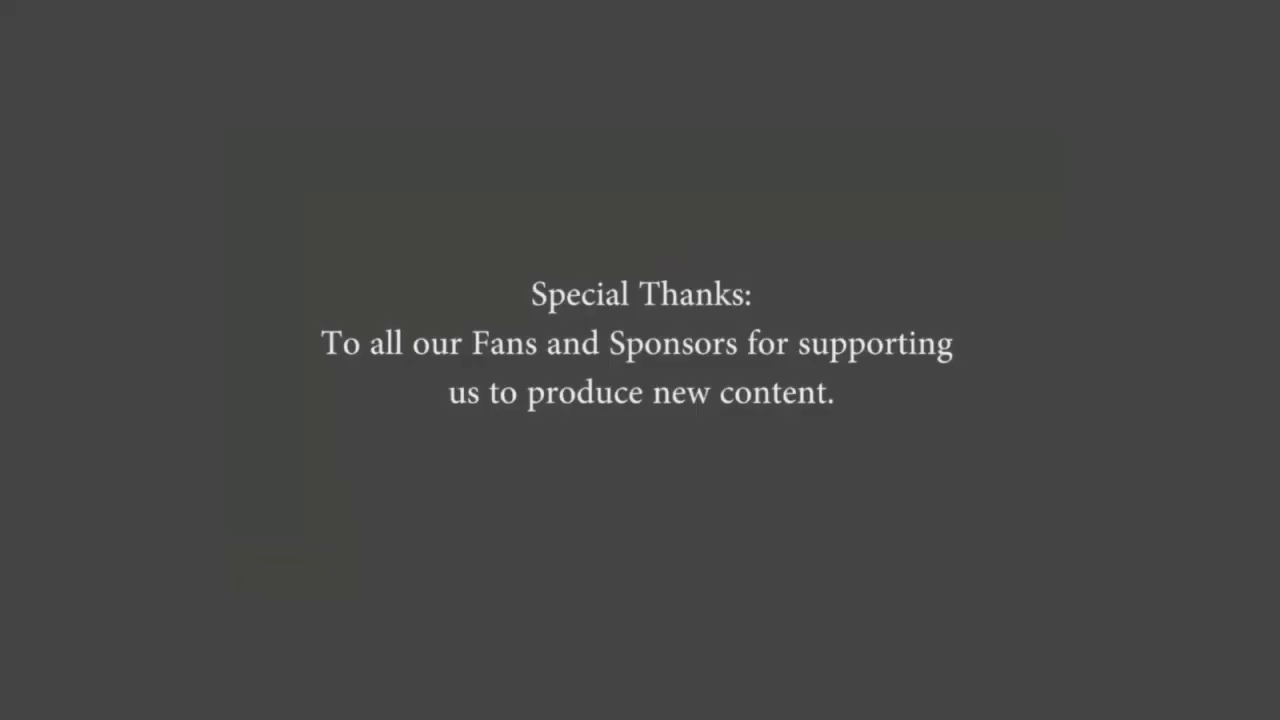 Special Thanks:
To all our Fans and Sponsors for supporting
us to produce new content.